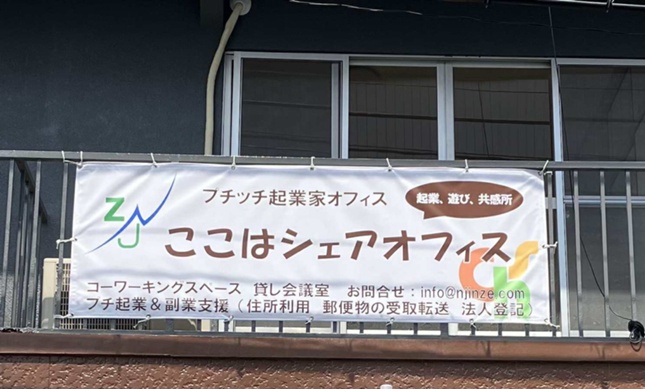 プチッチ起業家オフィス
起業、遊び、共感所
ZNJ
ここはシェアオフィス
コーワーキングスペース 貸し会議室 お問合せ:info@njinze.com
プチ起業&副業支援(住所利用 郵便物の受取転送 法人登記)